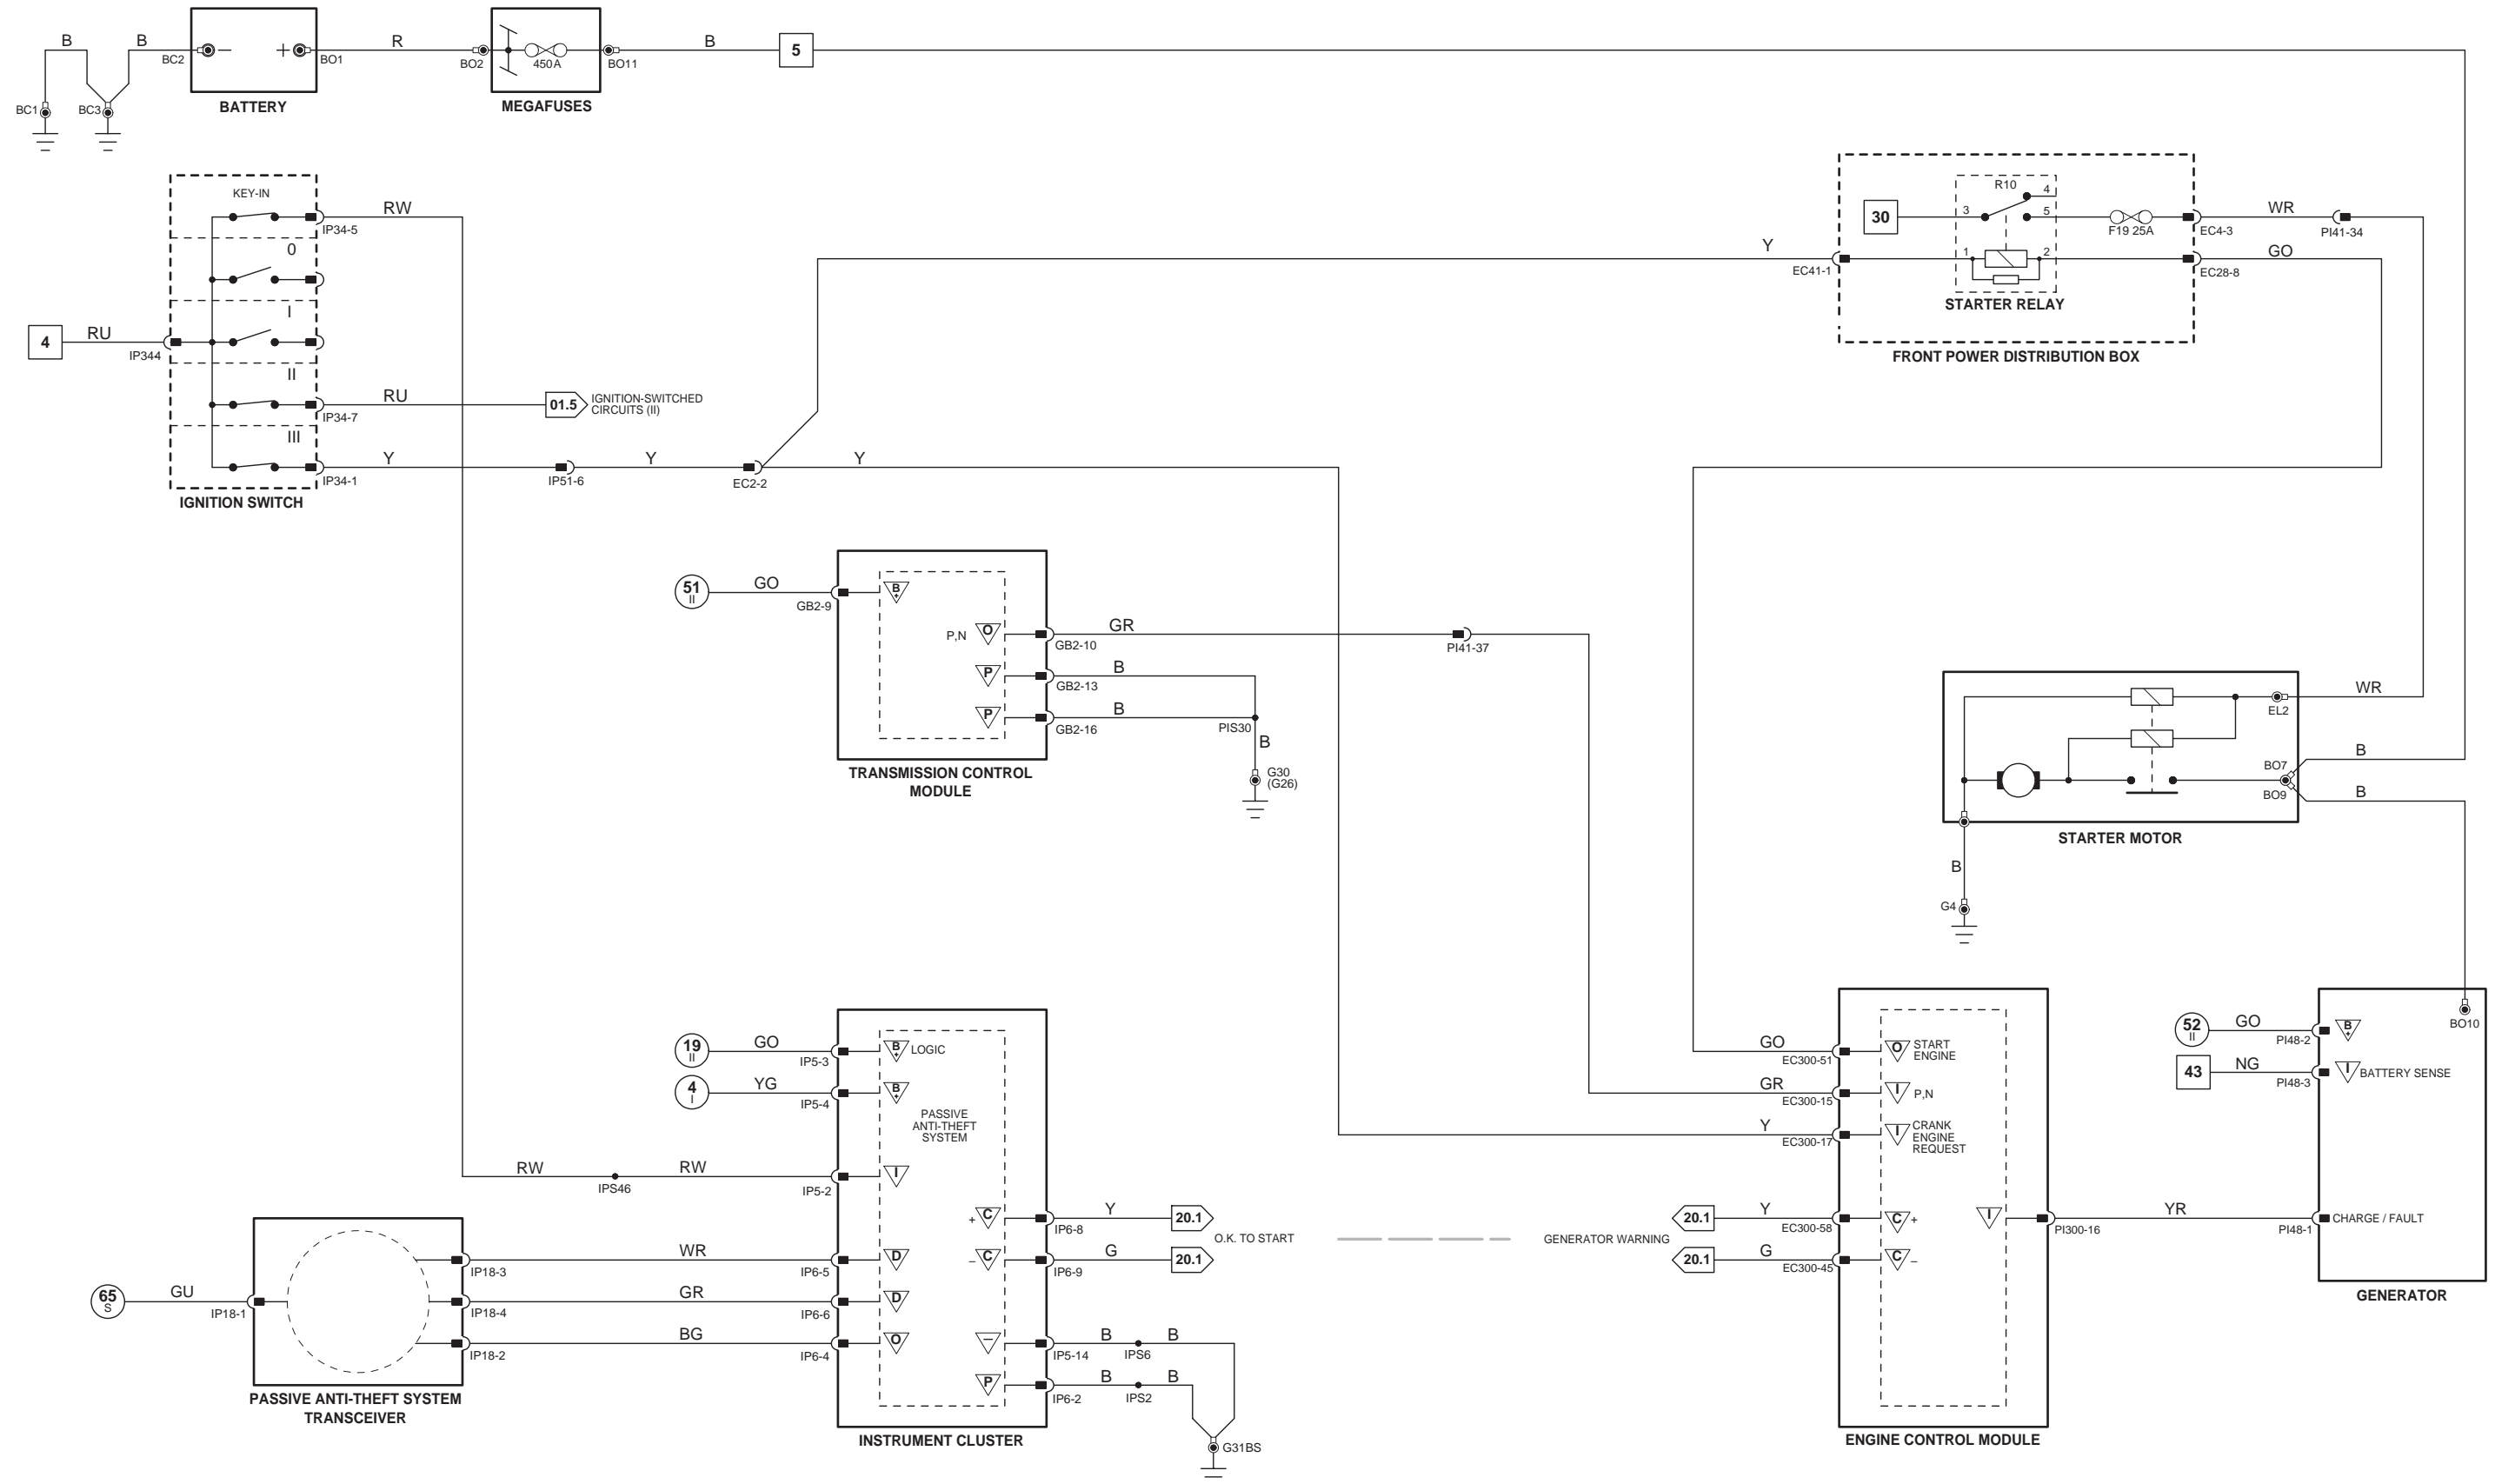 B
B
R
B
5
BC2
BO1
BO2
450A
BO11
BATTERY
MEGAFUSES
BC1
BC3
KEY-IN
RW
IP34-5
0
I
4
RU
IP344
II
RU
IP34-7
01.5
IGNITION-SWITCHED
CIRCUITS (II)
III
Y
IP34-1
Y
IP51-6
Y
EC2-2
IGNITION SWITCH
Y
EC41-1
30
R10
3
4
5
1
2
F19 25A
EC4-3
WR
PI41-34
GO
EC28-8
STARTER RELAY
FRONT POWER DISTRIBUTION BOX
51
II
GO
GB2-9
B
+
P,N
O
GR
GB2-10
PI41-37
P
B
GB2-13
P
B
GB2-16
PIS30
B
G30
(G26)
TRANSMISSION CONTROL
MODULE
WR
EL2
B
BO7
BO9
B
STARTER MOTOR
B
G4
19
II
GO
IP5-3
B
+
LOGIC
4
I
YG
IP5-4
B
+
PASSIVE
ANTI-THEFT
SYSTEM
RW
IPS46
RW
IP5-2
I
+
C
IP6-8
Y
20.1
O.K. TO START
–
C
IP6-9
G
20.1
WR
IP18-3
IP6-5
D
65
S
GU
IP18-1
IP18-4
GR
IP6-6
D
IP18-2
BG
IP6-4
O
–
IP5-14
B
IPS6
B
P
IP6-2
B
IPS2
B
G31BS
PASSIVE ANTI-THEFT SYSTEM
TRANSCEIVER
INSTRUMENT CLUSTER
GO
EC300-51
O
START
ENGINE
GR
EC300-15
I
P,N
Y
EC300-17
I
CRANK
ENGINE
REQUEST
GENERATOR WARNING
20.1
Y
EC300-58
C
+
20.1
G
EC300-45
C
–
I
PI300-16
YR
PI48-1
CHARGE / FAULT
ENGINE CONTROL MODULE
52
II
GO
PI48-2
B
+
BO10
43
NG
PI48-3
I
BATTERY SENSE
GENERATOR